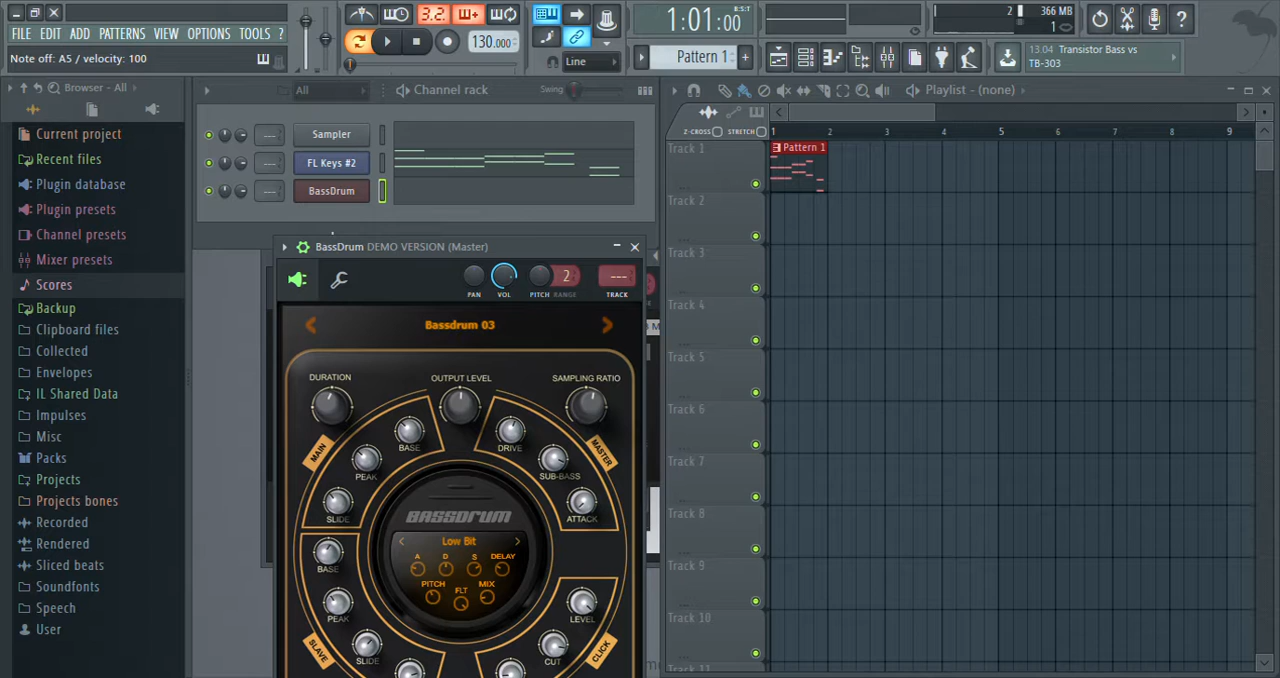 3.2.
1:01:00
B:S:T
2
366 MB
1
FILE EDIT ADD PATTERNS VIEW OPTIONS TOOLS ?
130.000
Note off: A5 / velocity: 100
Line
Pattern 1
+
13.04 Transistor Bass vs
TB-303
Browser - All
All
Channel rack
Swing
Playlist - (none)
Z-CROSS
STRETCH
1 2 3 4 5 6 7 8 9
Current project
Recent files
Plugin database
Plugin presets
Channel presets
Mixer presets
Scores
Backup
Clipboard files
Collected
Envelopes
IL Shared Data
Impulses
Misc
Packs
Projects
Projects bones
Recorded
Rendered
Sliced beats
Soundfonts
Speech
User
--- Sampler
--- FL Keys #2
--- BassDrum
BassDrum DEMO VERSION (Master)
2
---
PAN VOL PITCH RANGE TRACK
Bassdrum 03
DURATION OUTPUT LEVEL SAMPLING RATIO
MAIN
BASE
PEAK
SLIDE
MASTER
DRIVE
SUB-BASS
ATTACK
BASSDRUM
Low Bit
A D S DELAY
PITCH FLT MIX
SLAVE
BASE
PEAK
SLIDE
CLICK
LEVEL
CUT
Track 1
Pattern 1
Track 2
Track 3
Track 4
Track 5
Track 6
Track 7
Track 8
Track 9
Track 10
Track 11